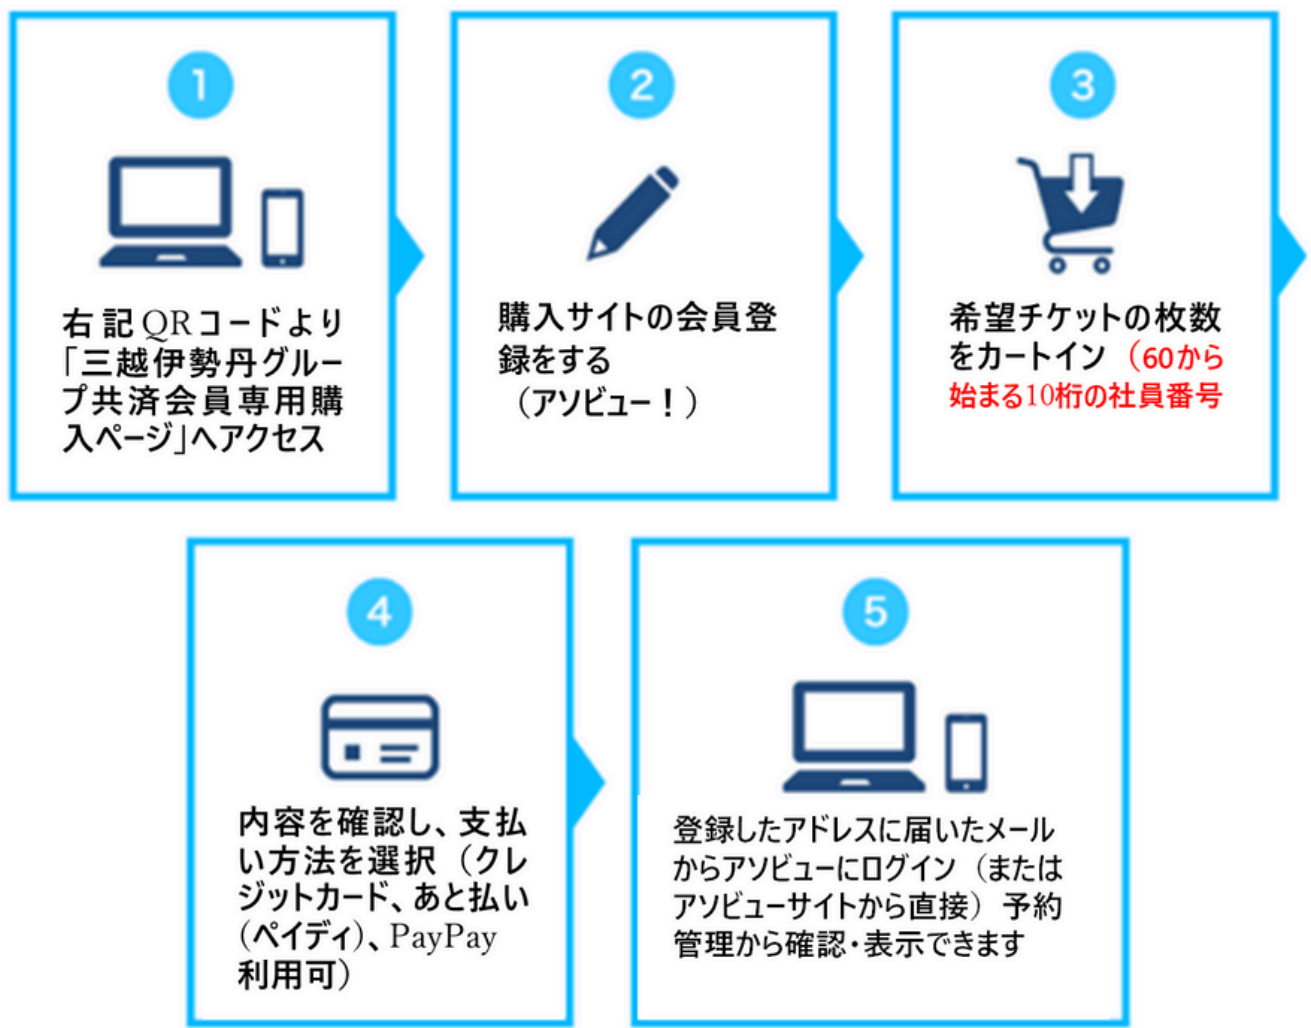 1
右記QRコードより
「三越伊勢丹グルー
プ共済会員専用購
入ページ」へアクセス
2
購入サイトの会員登
録をする
（アソビュー！）
3
希望チケットの枚数
をカートイン（60から
始まる10桁の社員番号
4
内容を確認し、支払
い方法を選択（クレ
ジットカード、あと払い
（ペイディ）、PayPay
利用可）
5
登録したアドレスに届いたメール
からアソビューにログイン（または
アソビューサイトから直接）予約
管理から確認・表示できます